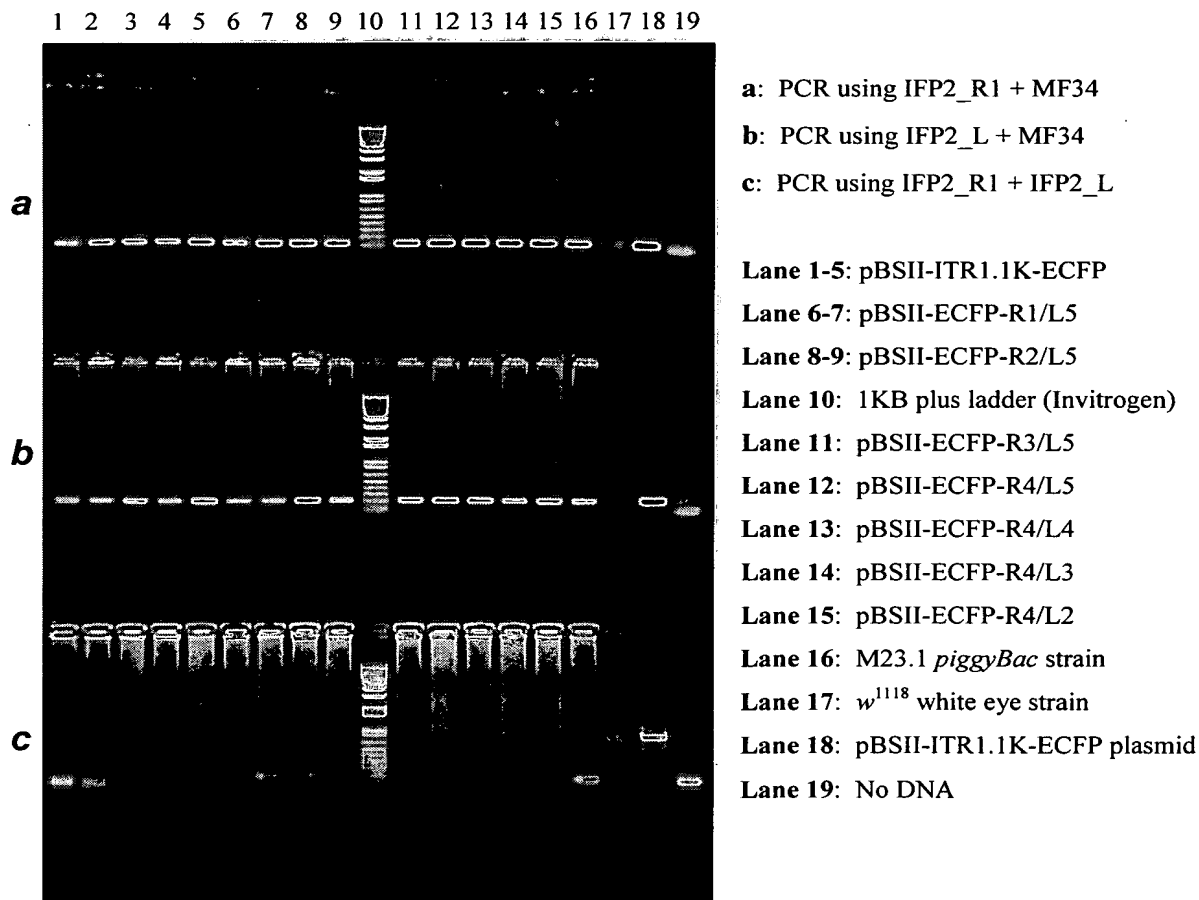 1 2 3 4 5 6 7 8 9 10 11 12 13 14 15 16 17 18 19
a
b
c
a: PCR using IFP2_R1 + MF34
b: PCR using IFP2_L + MF34
c: PCR using IFP2_R1 + IFP2_L
Lane 1-5: pBSII-ITR1.1K-ECFP
Lane 6-7: pBSII-ECFP-R1/L5
Lane 8-9: pBSII-ECFP-R2/L5
Lane 10: 1KB plus ladder (Invitrogen)
Lane 11: pBSII-ECFP-R3/L5
Lane 12: pBSII-ECFP-R4/L5
Lane 13: pBSII-ECFP-R4/L4
Lane 14: pBSII-ECFP-R4/L3
Lane 15: pBSII-ECFP-R4/L2
Lane 16: M23.1 piggyBac strain
Lane 17: w1118 white eye strain
Lane 18: pBSII-ITR1.1K-ECFP plasmid
Lane 19: No DNA